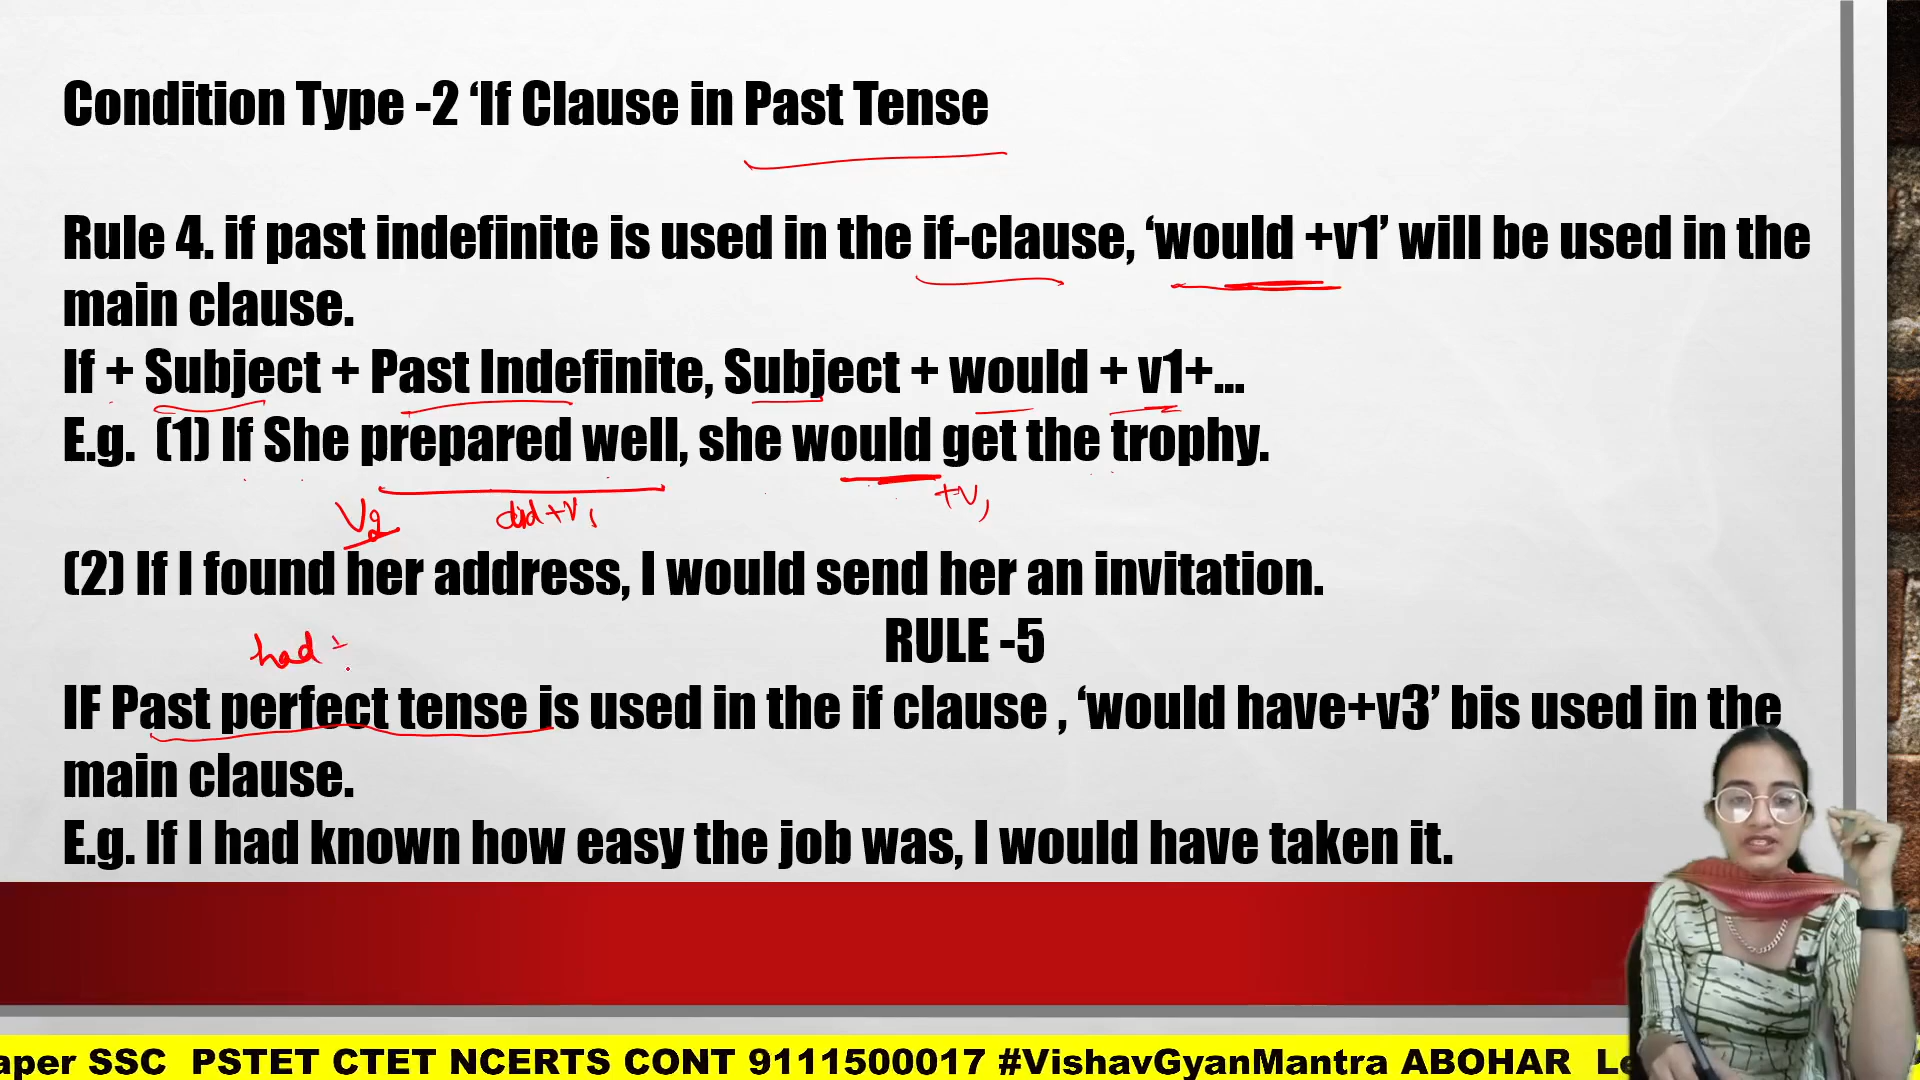 Condition Type -2 ‘If Clause in Past Tense
Rule 4. if past indefinite is used in the if-clause, ‘would +v1’ will be used in the
main clause.
If + Subject + Past Indefinite, Subject + would + v1+...
E.g. (1) If She prepared well, she would get the trophy.
V2 did+V1 +V1
(2) If I found her address, I would send her an invitation.
had +
RULE -5
IF Past perfect tense is used in the if clause , ‘would have+v3’ bis used in the
main clause.
E.g. If I had known how easy the job was, I would have taken it.
aper SSC PSTET CTET NCERTS CONT 9111500017 #VishavGyanMantra ABOHAR Le